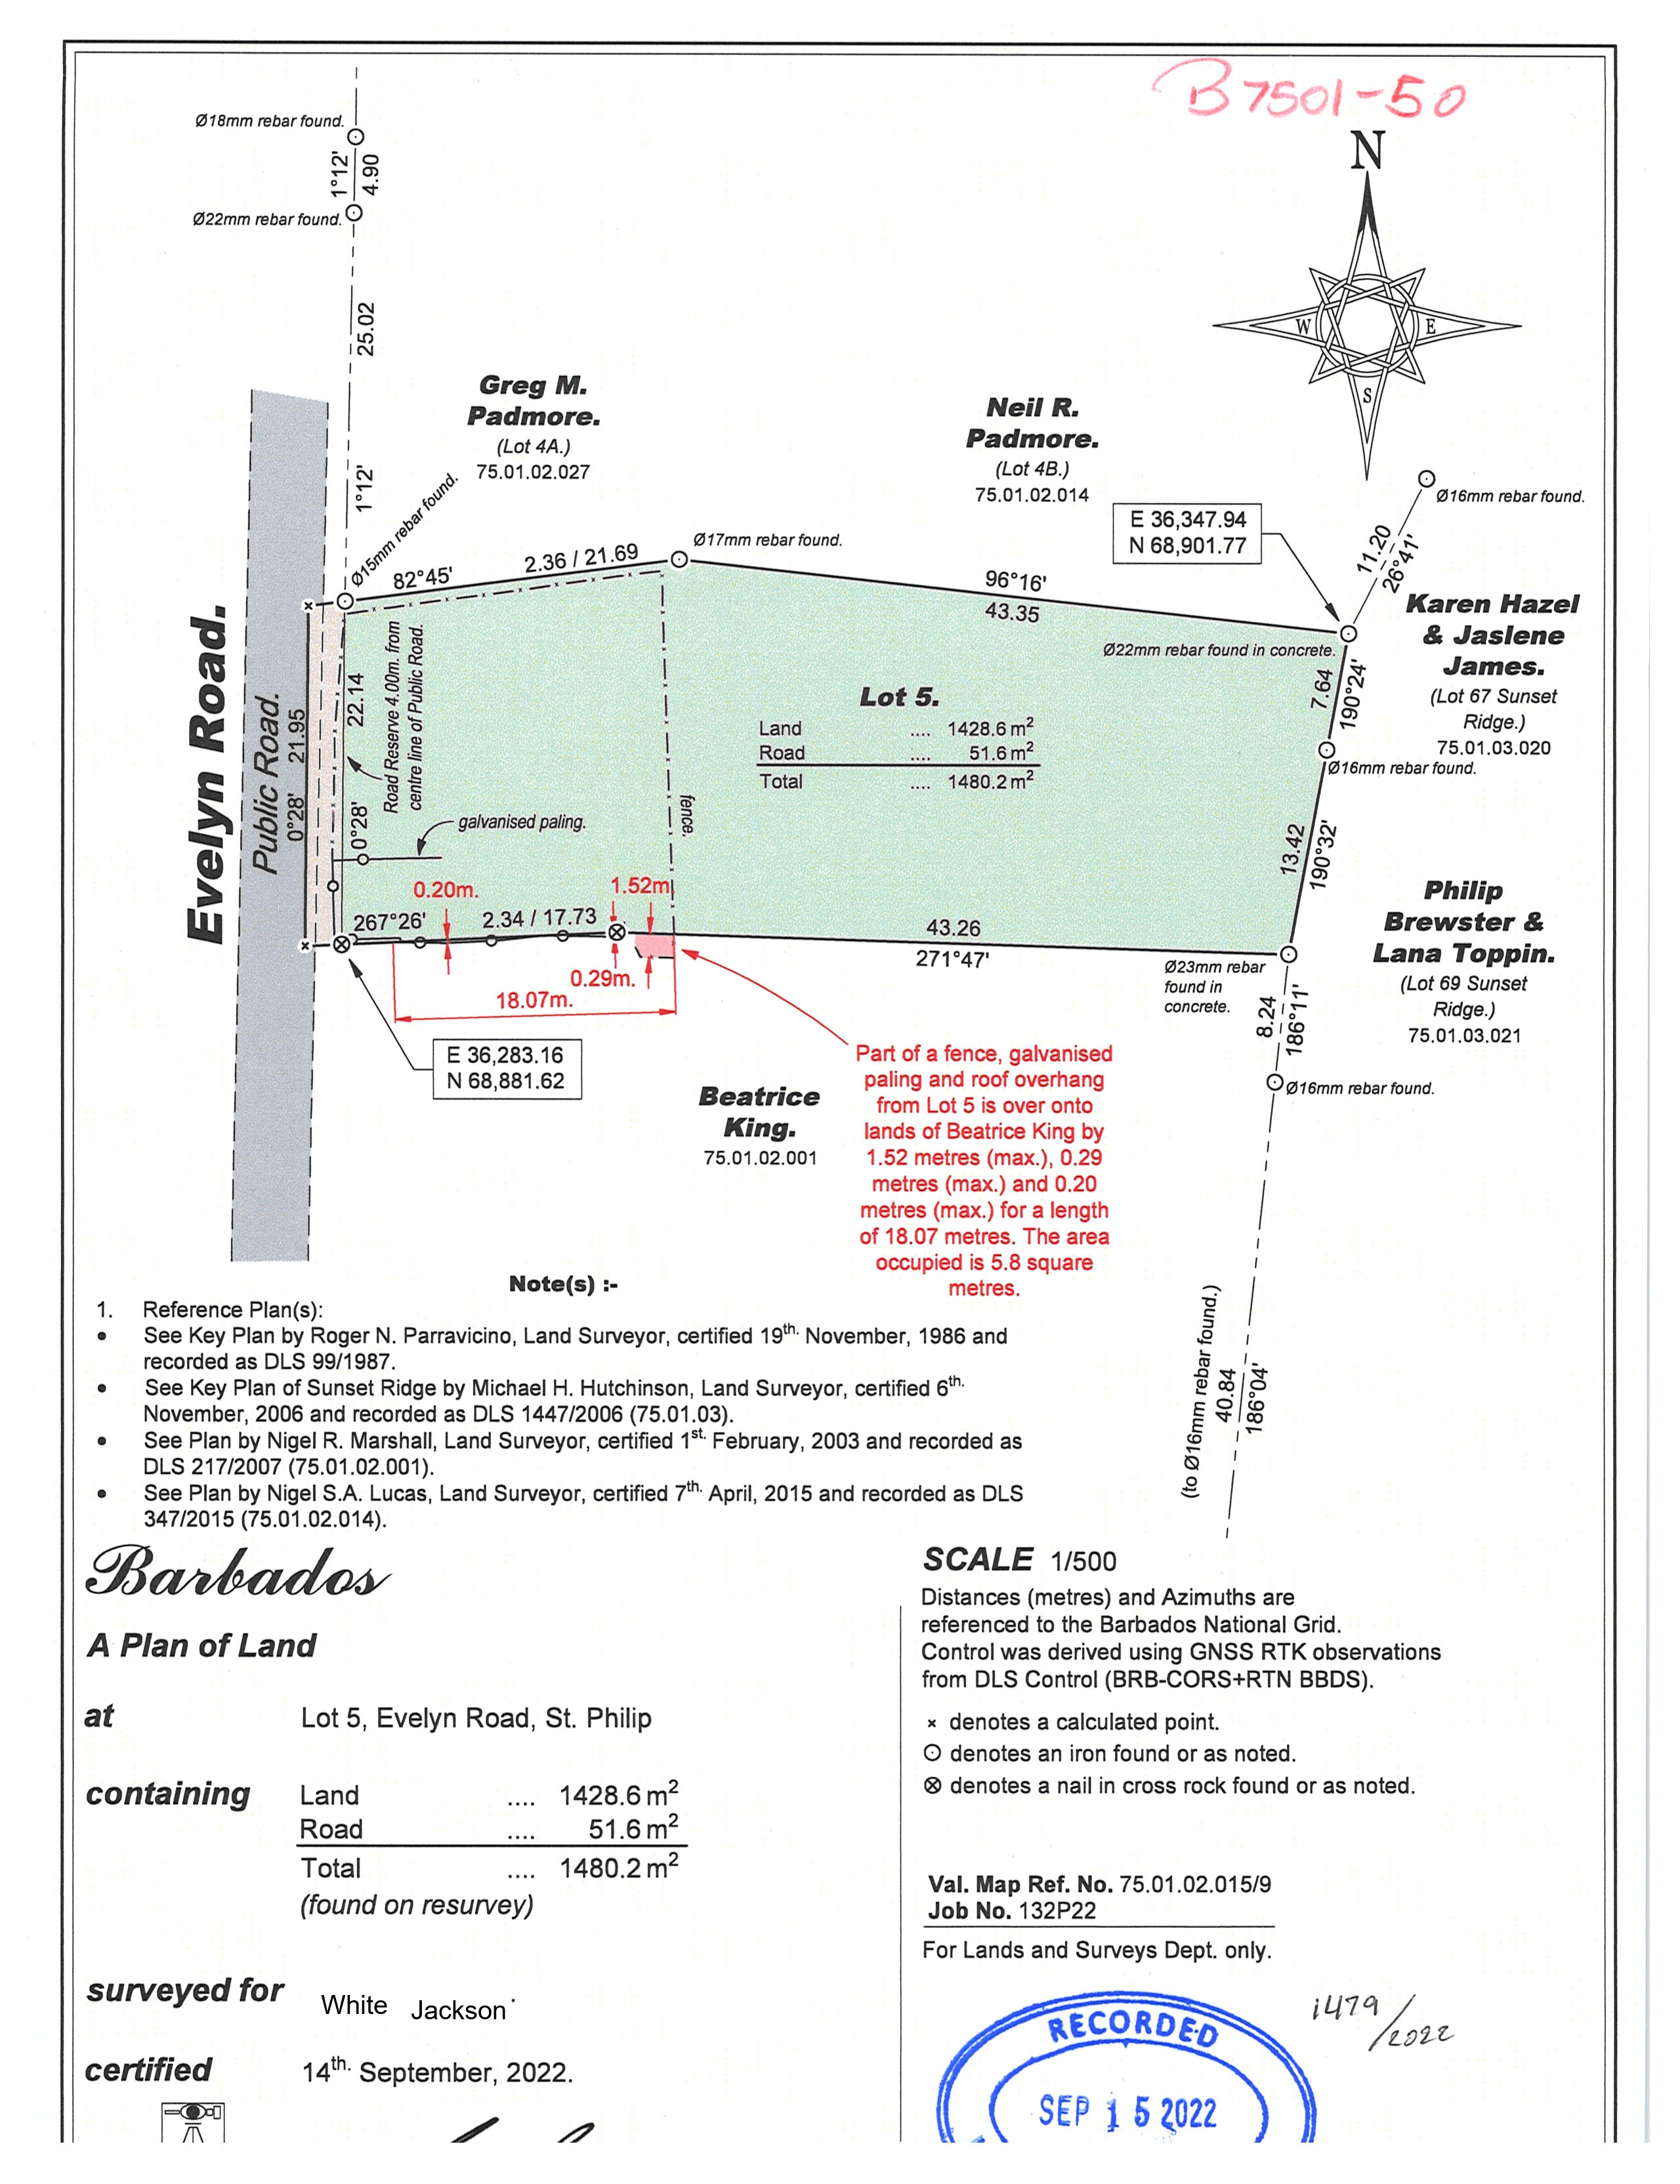 B7501-50
N
W
E
S
Ø18mm rebar found.
1°12'
4.90
Ø22mm rebar found.
25.02
1°12'
Greg M.
Padmore.
(Lot 4A.)
75.01.02.027
Neil R.
Padmore.
(Lot 4B.)
75.01.02.014
Ø15mm rebar found.
82°45'
2.36 / 21.69
Ø17mm rebar found.
96°16'
43.35
E 36,347.94
N 68,901.77
Ø16mm rebar found.
11.20
26°41'
Karen Hazel
& Jaslene
James.
(Lot 67 Sunset
Ridge.)
75.01.03.020
Ø22mm rebar found in concrete.
7.64
190°24'
Ø16mm rebar found.
Evelyn Road.
Public Road.
0°28'
21.95
22.14
0°28'
Road Reserve 4.00m. from
centre line of Public Road.
Lot 5.
Land .... 1428.6 m²
Road .... 51.6 m²
Total .... 1480.2 m²
galvanised paling.
fence.
13.42
190°32'
Philip
Brewster &
Lana Toppin.
(Lot 69 Sunset
Ridge.)
75.01.03.021
0.20m.
1.52m
267°26'
2.34 / 17.73
43.26
271°47'
0.29m.
18.07m.
Ø23mm rebar
found in
concrete.
8.24
186°11'
Ø16mm rebar found.
E 36,283.16
N 68,881.62
Beatrice
King.
75.01.02.001
Part of a fence, galvanised
paling and roof overhang
from Lot 5 is over onto
lands of Beatrice King by
1.52 metres (max.), 0.29
metres (max.) and 0.20
metres (max.) for a length
of 18.07 metres. The area
occupied is 5.8 square
metres.
(to Ø16mm rebar found.)
40.84
186°04'
Note(s) :-
1. Reference Plan(s):
• See Key Plan by Roger N. Parravicino, Land Surveyor, certified 19th. November, 1986 and
recorded as DLS 99/1987.
• See Key Plan of Sunset Ridge by Michael H. Hutchinson, Land Surveyor, certified 6th.
November, 2006 and recorded as DLS 1447/2006 (75.01.03).
• See Plan by Nigel R. Marshall, Land Surveyor, certified 1st. February, 2003 and recorded as
DLS 217/2007 (75.01.02.001).
• See Plan by Nigel S.A. Lucas, Land Surveyor, certified 7th. April, 2015 and recorded as DLS
347/2015 (75.01.02.014).
Barbados
A Plan of Land
at Lot 5, Evelyn Road, St. Philip
containing Land .... 1428.6 m²
Road .... 51.6 m²
Total .... 1480.2 m²
(found on resurvey)
surveyed for White Jackson
certified 14th. September, 2022.
SCALE 1/500
Distances (metres) and Azimuths are
referenced to the Barbados National Grid.
Control was derived using GNSS RTK observations
from DLS Control (BRB-CORS+RTN BBDS).
× denotes a calculated point.
⊙ denotes an iron found or as noted.
⊗ denotes a nail in cross rock found or as noted.
Val. Map Ref. No. 75.01.02.015/9
Job No. 132P22
For Lands and Surveys Dept. only.
RECORDED
SEP 15 2022
1479/2022